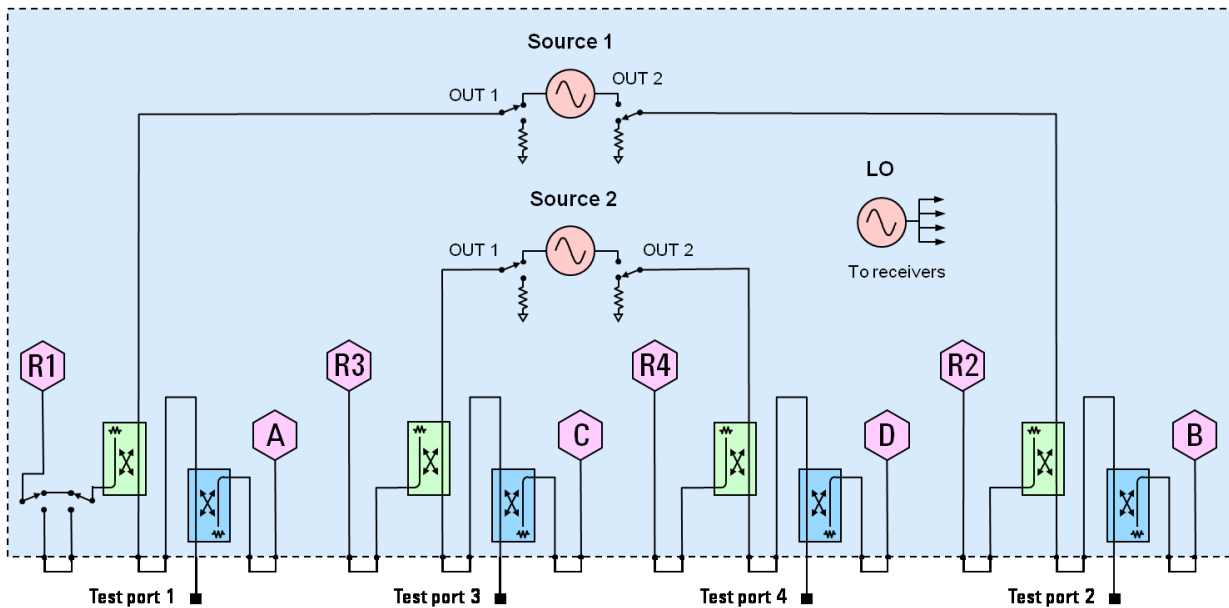 Source 1
OUT 1
OUT 2
LO
Source 2
OUT 1
OUT 2
To receivers
R1
R3
R4
R2
A
C
D
B
Test port 1
Test port 3
Test port 4
Test port 2